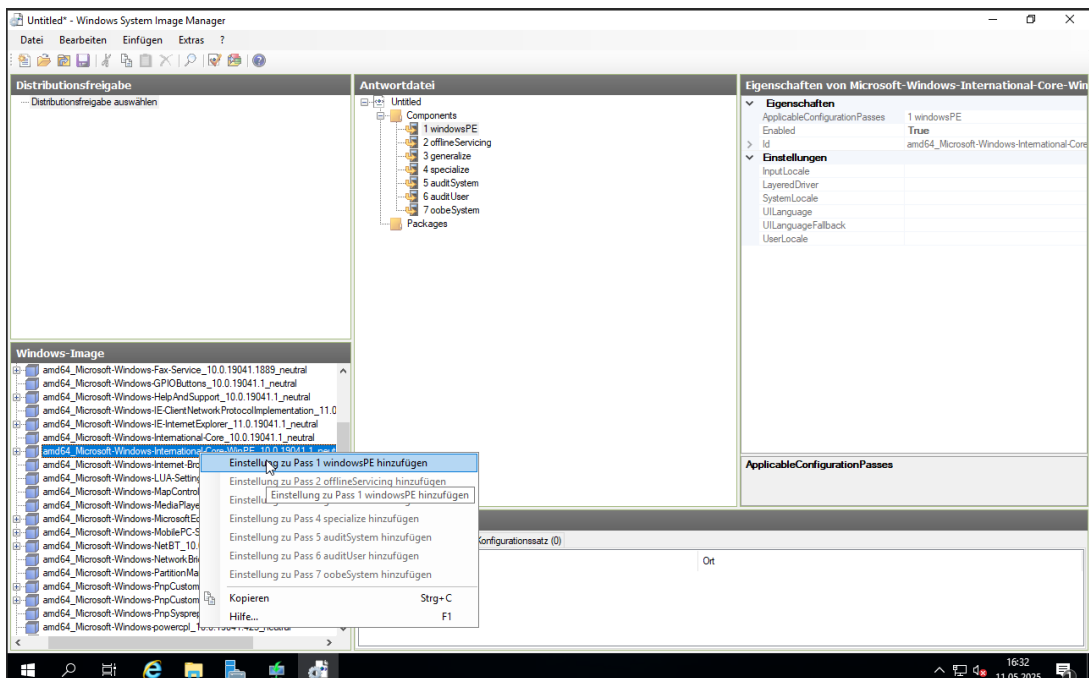 Untitled* - Windows System Image Manager
Datei Bearbeiten Einfügen Extras ?
Distributionsfreigabe
Distributionsfreigabe auswählen
Antwortdatei
Untitled
Components
1 windowsPE
2 offlineServicing
3 generalize
4 specialize
5 auditSystem
6 auditUser
7 oobeSystem
Packages
Eigenschaften von Microsoft-Windows-International-Core-Win
Eigenschaften
ApplicableConfigurationPasses 1 windowsPE
Enabled True
Id amd64_Microsoft-Windows-International-Core
Einstellungen
InputLocale
LayeredDriver
SystemLocale
UILanguage
UILanguageFallback
UserLocale
ApplicableConfigurationPasses
Windows-Image
amd64_Microsoft-Windows-Fax-Service_10.0.19041.1889_neutral
amd64_Microsoft-Windows-GPIOButtons_10.0.19041.1_neutral
amd64_Microsoft-Windows-HelpAndSupport_10.0.19041.1_neutral
amd64_Microsoft-Windows-IE-ClientNetworkProtocolImplementation_11.0
amd64_Microsoft-Windows-IE-InternetExplorer_11.0.19041.1_neutral
amd64_Microsoft-Windows-International-Core_10.0.19041.1_neutral
amd64_Microsoft-Windows-International-Core-WinPE_10.0.19041.1_neut
amd64_Microsoft-Windows-Internet-Bro
amd64_Microsoft-Windows-LUA-Setting
amd64_Microsoft-Windows-MapControl
amd64_Microsoft-Windows-MediaPlaye
amd64_Microsoft-Windows-MicrosoftEd
amd64_Microsoft-Windows-MobilePC-S
amd64_Microsoft-Windows-NetBT_10.
amd64_Microsoft-Windows-Network Bri
amd64_Microsoft-Windows-PartitionMa
amd64_Microsoft-Windows-PnpCustom
amd64_Microsoft-Windows-PnpCustom
amd64_Microsoft-Windows-PnpSysprep
amd64_Microsoft-Windows-powercpl_10.0.19041.423_neutral
Einstellung zu Pass 1 windowsPE hinzufügen
Einstellung zu Pass 2 offlineServicing hinzufügen
Einstellu
Einstellung zu Pass 1 windowsPE hinzufügen
Einstellung zu Pass 4 specialize hinzufügen
Einstellung zu Pass 5 auditSystem hinzufügen
Einstellung zu Pass 6 auditUser hinzufügen
Einstellung zu Pass 7 oobeSystem hinzufügen
Kopieren Strg+C
Hilfe... F1
Konfigurationssatz (0)
Ort
16:32
11.05.2025